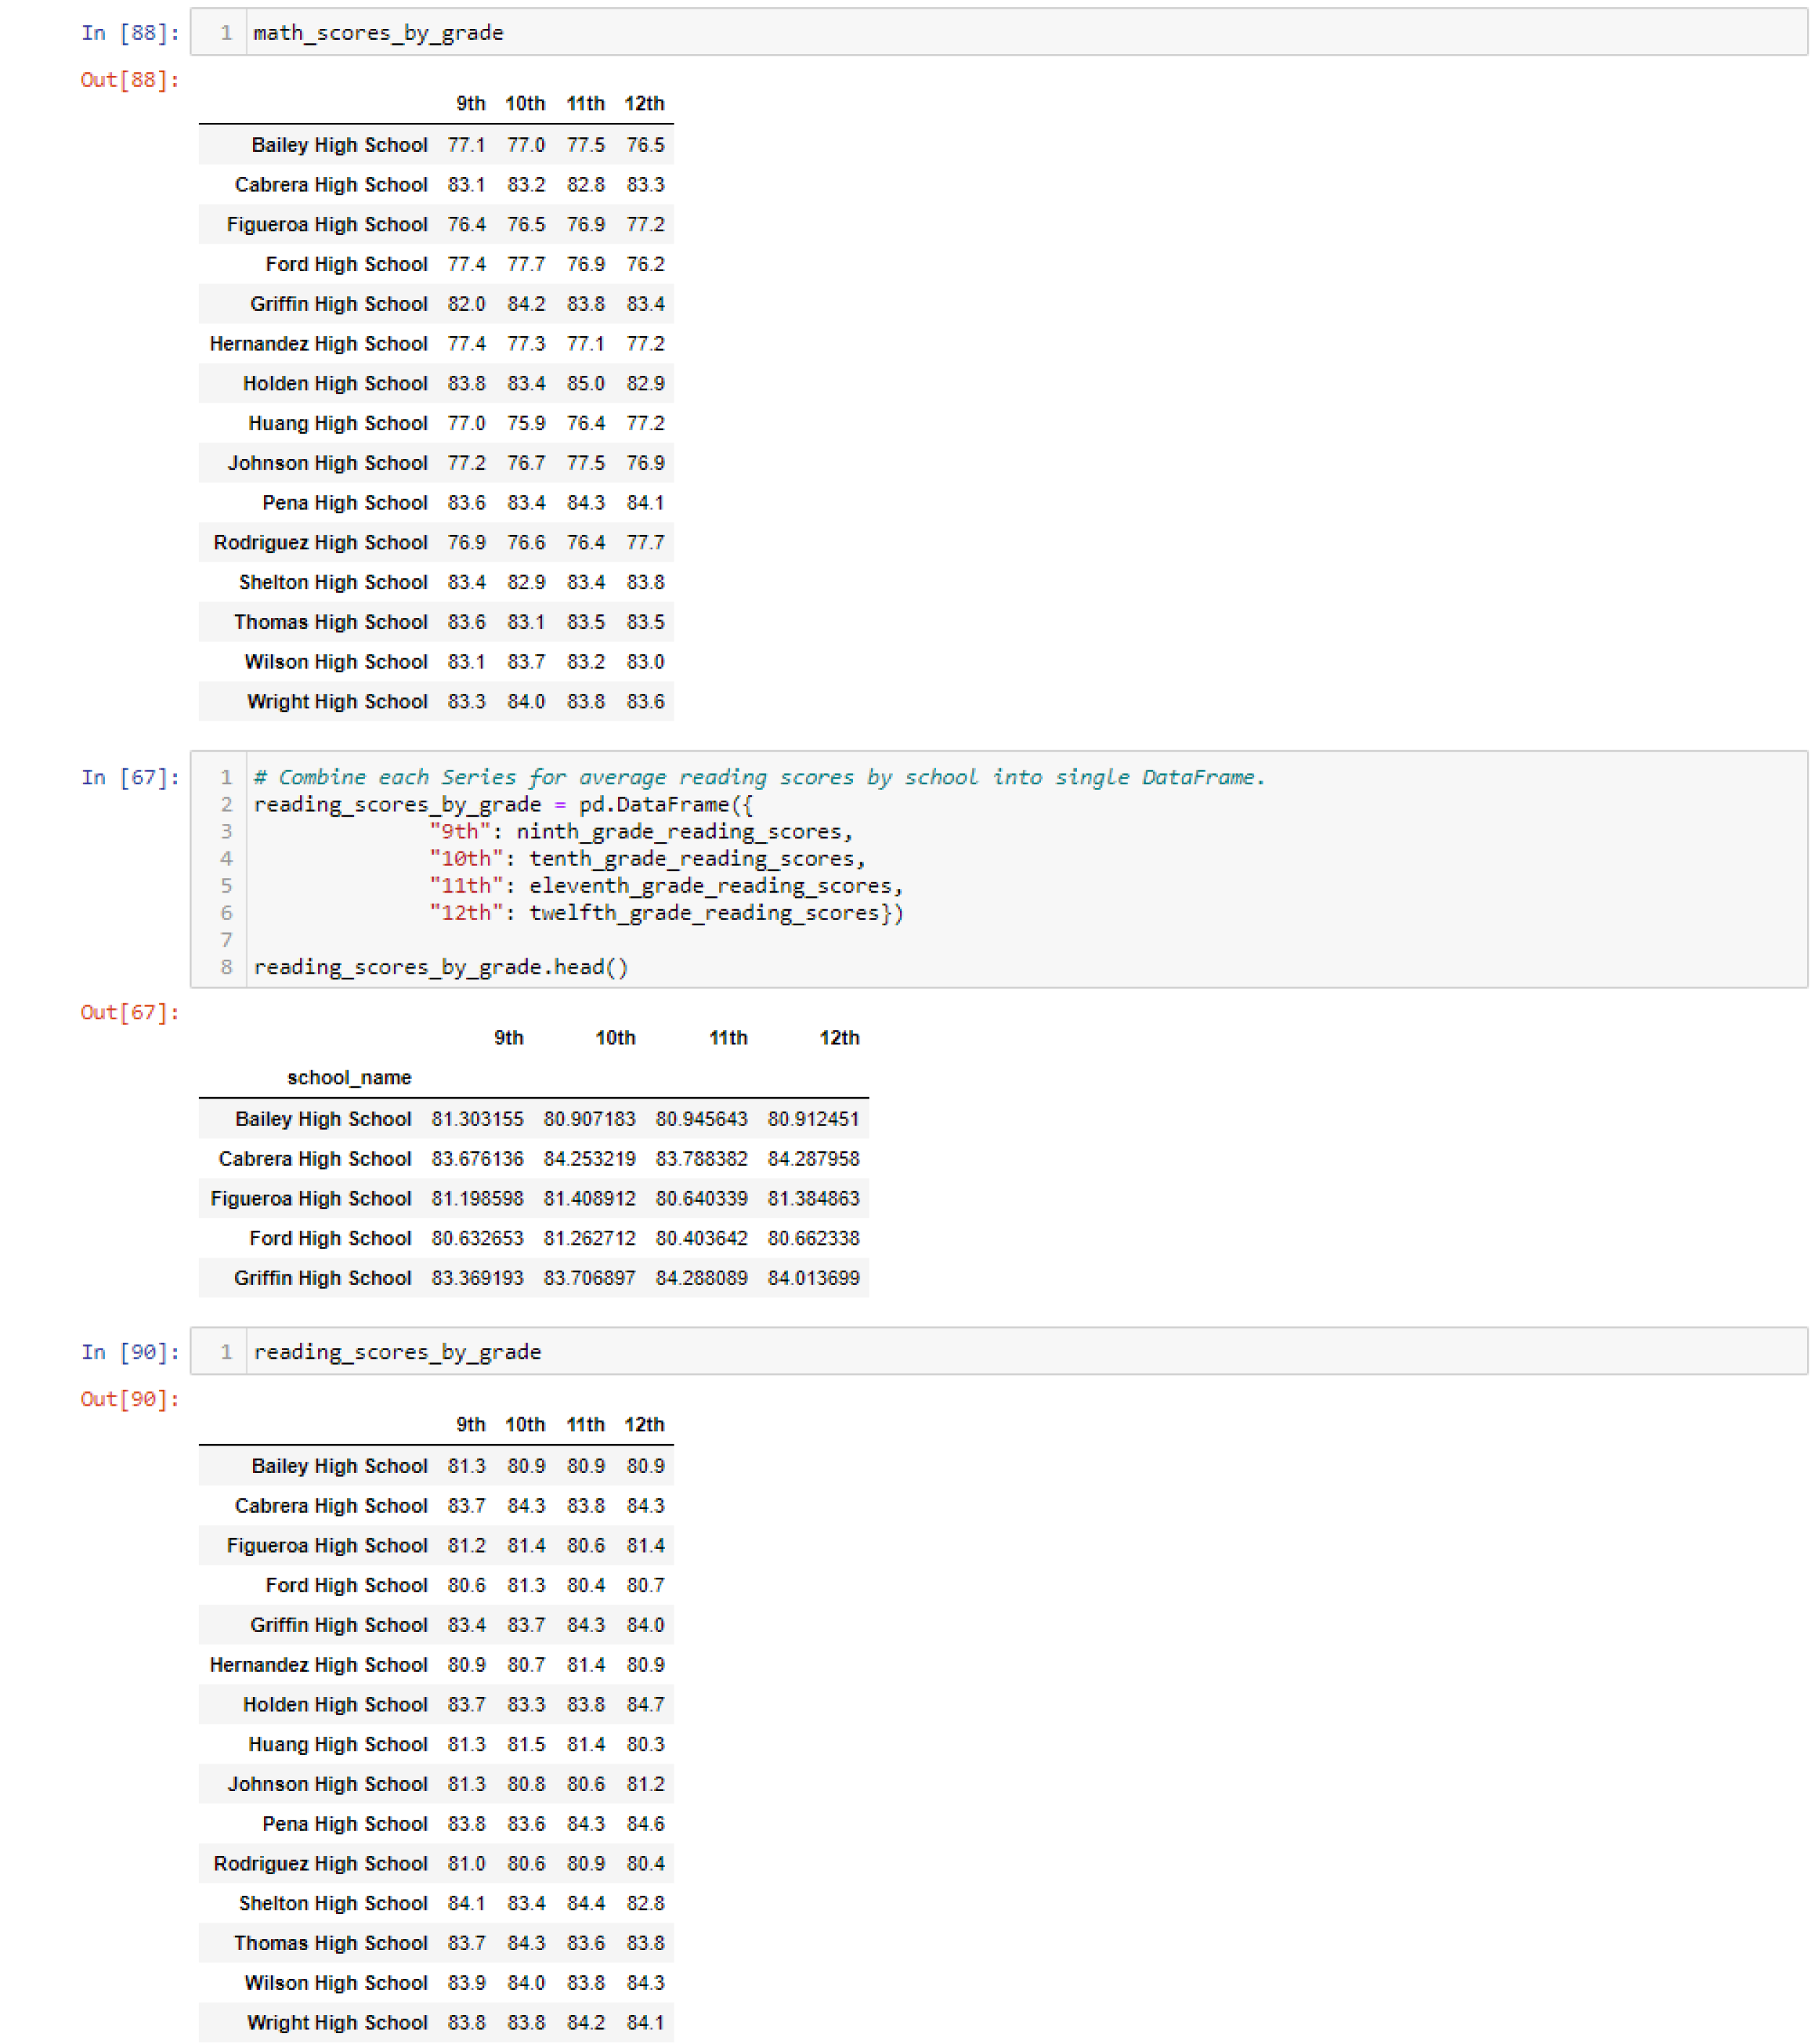 In [88]: 1 math_scores_by_grade
Out[88]:
9th 10th 11th 12th
Bailey High School 77.1 77.0 77.5 76.5
Cabrera High School 83.1 83.2 82.8 83.3
Figueroa High School 76.4 76.5 76.9 77.2
Ford High School 77.4 77.7 76.9 76.2
Griffin High School 82.0 84.2 83.8 83.4
Hernandez High School 77.4 77.3 77.1 77.2
Holden High School 83.8 83.4 85.0 82.9
Huang High School 77.0 75.9 76.4 77.2
Johnson High School 77.2 76.7 77.5 76.9
Pena High School 83.6 83.4 84.3 84.1
Rodriguez High School 76.9 76.6 76.4 77.7
Shelton High School 83.4 82.9 83.4 83.8
Thomas High School 83.6 83.1 83.5 83.5
Wilson High School 83.1 83.7 83.2 83.0
Wright High School 83.3 84.0 83.8 83.6
In [67]: 1 # Combine each Series for average reading scores by school into single DataFrame.
2 reading_scores_by_grade = pd.DataFrame({
3 "9th": ninth_grade_reading_scores,
4 "10th": tenth_grade_reading_scores,
5 "11th": eleventh_grade_reading_scores,
6 "12th": twelfth_grade_reading_scores})
7
8 reading_scores_by_grade.head()
Out[67]:
9th 10th 11th 12th
school_name
Bailey High School 81.303155 80.907183 80.945643 80.912451
Cabrera High School 83.676136 84.253219 83.788382 84.287958
Figueroa High School 81.198598 81.408912 80.640339 81.384863
Ford High School 80.632653 81.262712 80.403642 80.662338
Griffin High School 83.369193 83.706897 84.288089 84.013699
In [90]: 1 reading_scores_by_grade
Out[90]:
9th 10th 11th 12th
Bailey High School 81.3 80.9 80.9 80.9
Cabrera High School 83.7 84.3 83.8 84.3
Figueroa High School 81.2 81.4 80.6 81.4
Ford High School 80.6 81.3 80.4 80.7
Griffin High School 83.4 83.7 84.3 84.0
Hernandez High School 80.9 80.7 81.4 80.9
Holden High School 83.7 83.3 83.8 84.7
Huang High School 81.3 81.5 81.4 80.3
Johnson High School 81.3 80.8 80.6 81.2
Pena High School 83.8 83.6 84.3 84.6
Rodriguez High School 81.0 80.6 80.9 80.4
Shelton High School 84.1 83.4 84.4 82.8
Thomas High School 83.7 84.3 83.6 83.8
Wilson High School 83.9 84.0 83.8 84.3
Wright High School 83.8 83.8 84.2 84.1